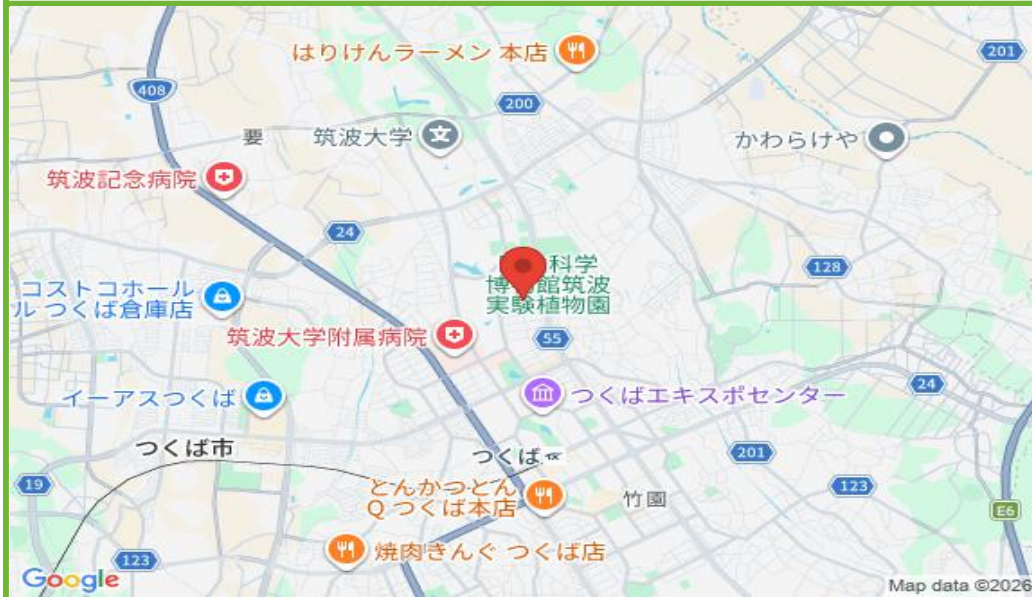 はりけんラーメン 本店
201
408
200
要
筑波大学
かわらけや
筑波記念病院
24
科学
博
館筑波
実験植物園
128
コストコホール
ル つくば倉庫店
筑波大学附属病院
55
イーアスつくば
つくばエキスポセンター
24
つくば市
つくば
201
19
とんかつとん
Q つくば本店
竹園
123
E6
焼肉きんぐ つくば店
123
Google
Map data ©2026